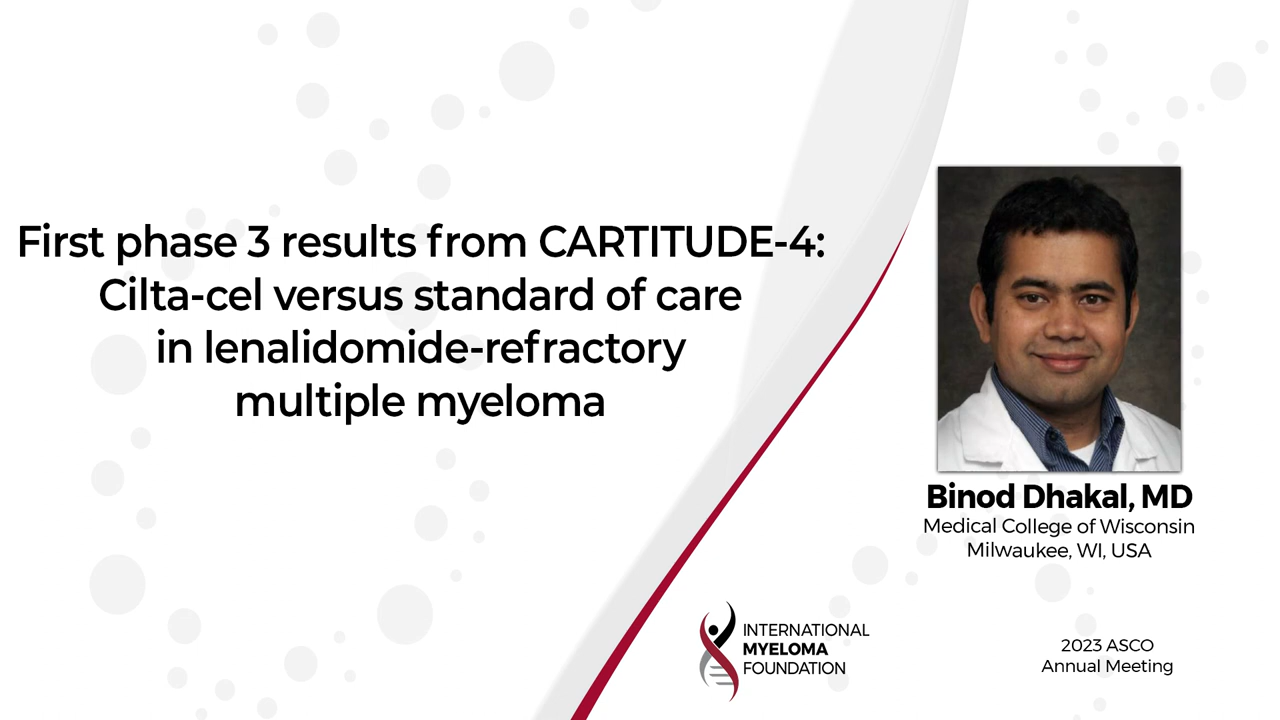 First phase 3 results from CARTITUDE-4:
Cilta-cel versus standard of care
in lenalidomide-refractory
multiple myeloma
Binod Dhakal, MD
Medical College of Wisconsin
Milwaukee, WI, USA
INTERNATIONAL
MYELOMA
FOUNDATION
2023 ASCO
Annual Meeting